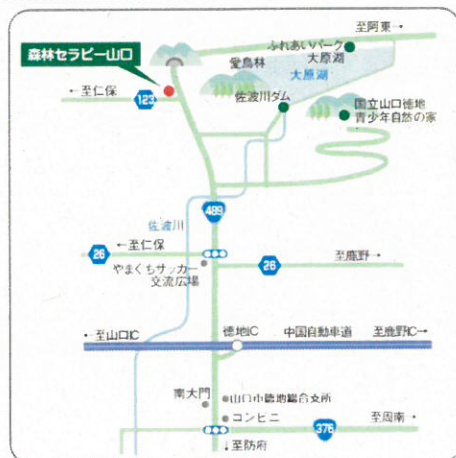 至阿東→
ふれあいパーク
大原湖
愛鳥林
大原湖
森林セラピー山口
←至仁保
123
佐波川ダム
国立山口徳地
青少年自然の家
489
佐波川
←至仁保
26
やまぐちサッカー
交流広場
至鹿野→
26
←至山口IC
徳地IC
中国自動車道
至鹿野IC→
南大門
山口市徳地総合支所
コンビニ
至周南→
376
↓至防府